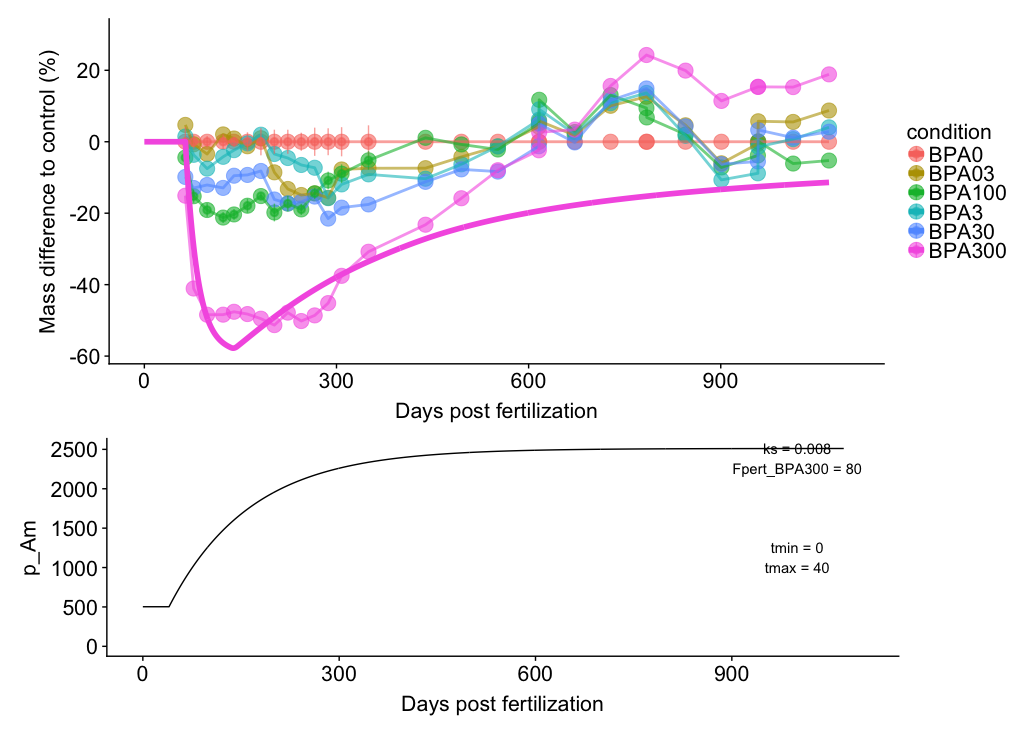 Mass difference to control (%)
20
0
-20
-40
-60
0
300
600
900
Days post fertilization
condition
BPA0
BPA03
BPA100
BPA3
BPA30
BPA300
p_Am
2500
2000
1500
1000
500
0
ks = 0.008
Fpert_BPA300 = 80
tmin = 0
tmax = 40
0
300
600
900
Days post fertilization